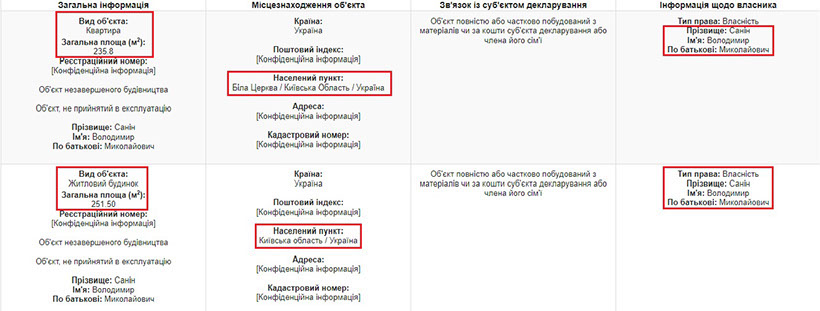 Загальна інформація
Місцезнаходження об'єкта
Зв'язок із суб'єктом декларування
Інформація щодо власника
Вид об'єкта:
Квартира
Загальна площа (м²):
235.8
Реєстраційний номер:
[Конфіденційна інформація]
Об'єкт незавершеного будівництва
Об'єкт, не прийнятий в експлуатацію
Прізвище: Санін
Ім'я: Володимир
По батькові: Миколайович
Країна:
Україна
Поштовий індекс:
[Конфіденційна інформація]
Населений пункт:
Біла Церква / Київська Область / Україна
Адреса:
[Конфіденційна інформація]
Кадастровий номер:
[Конфіденційна інформація]
Об'єкт повністю або частково побудований з
матеріалів чи за кошти суб'єкта декларування або
члена його сім'ї
Тип права: Власність
Прізвище: Санін
Ім'я: Володимир
По батькові: Миколайович
Вид об'єкта:
Житловий будинок
Загальна площа (м²):
251.50
Реєстраційний номер:
[Конфіденційна інформація]
Об'єкт незавершеного будівництва
Об'єкт, не прийнятий в експлуатацію
Прізвище: Санін
Ім'я: Володимир
По батькові: Миколайович
Країна:
Україна
Поштовий індекс:
[Конфіденційна інформація]
Населений пункт:
Київська область / Україна
Адреса:
[Конфіденційна інформація]
Кадастровий номер:
[Конфіденційна інформація]
Об'єкт повністю або частково побудований з
матеріалів чи за кошти суб'єкта декларування або
члена його сім'ї
Тип права: Власність
Прізвище: Санін
Ім'я: Володимир
По батькові: Миколайович